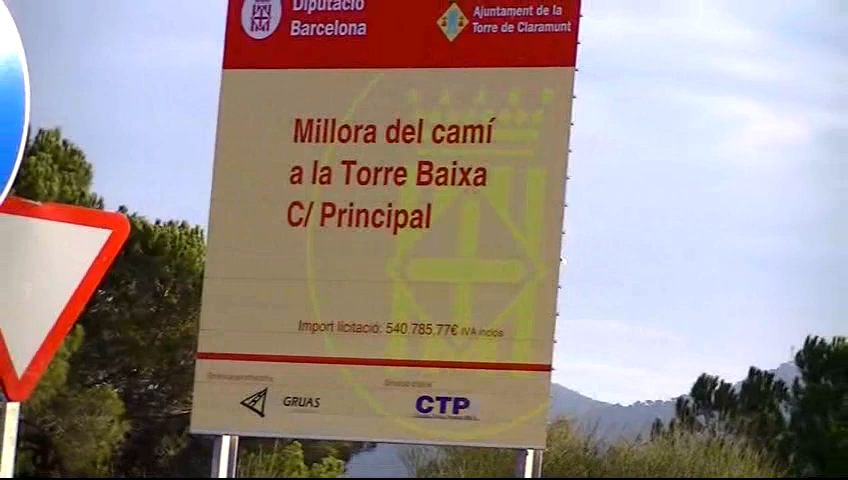 Diputació
Barcelona
Ajuntament de la
Torre de Claramunt
Millora del camí
a la Torre Baixa
C/ Principal
Import licitació: 540.785,77€ IVA inclòs
GRUAS
CTP